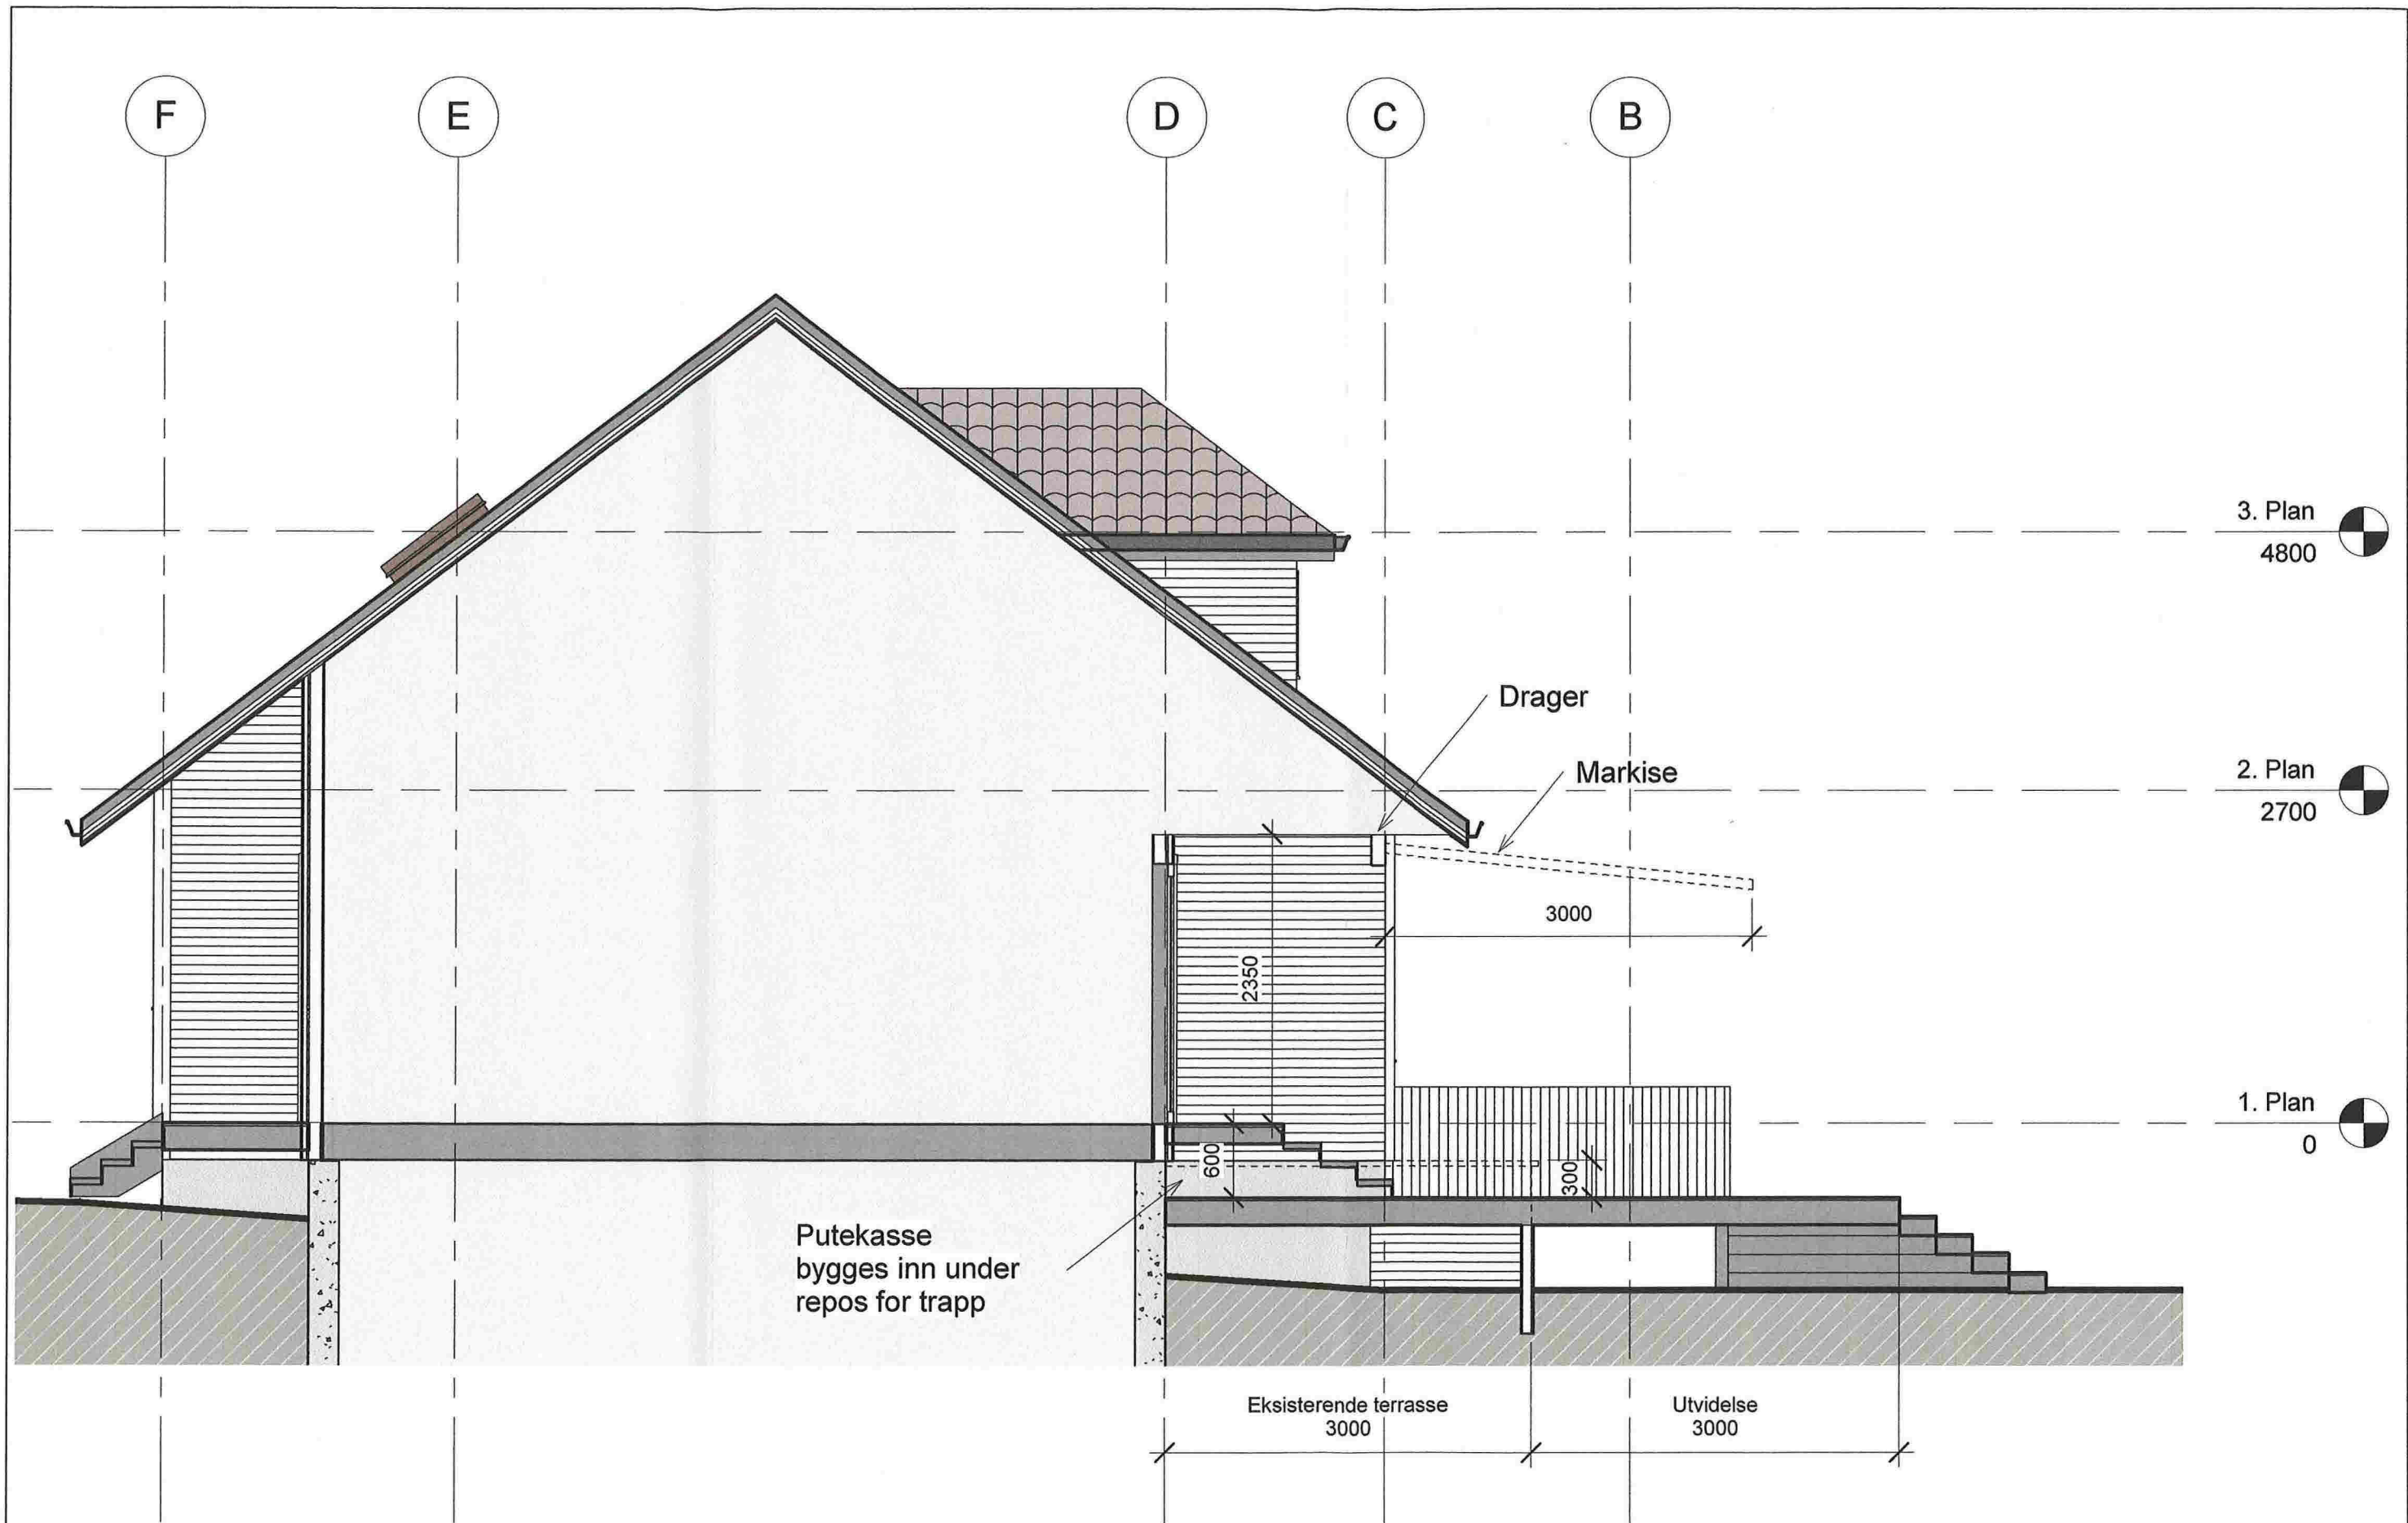 F
E
D
C
B
3. Plan
4800
Drager
Markise
2. Plan
2700
3000
2350
1. Plan
0
600
300
Putekasse
bygges inn under
repos for trapp
Eksisterende terrasse
3000
Utvidelse
3000